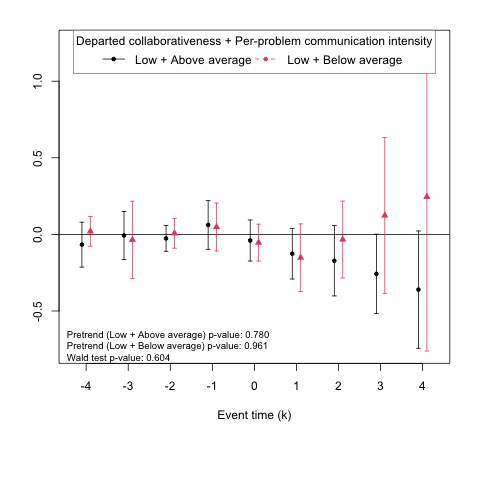 Departed collaborativeness + Per-problem communication intensity
Low + Above average Low + Below average
1.0
0.5
0.0
-0.5
Pretrend (Low + Above average) p-value: 0.780
Pretrend (Low + Below average) p-value: 0.961
Wald test p-value: 0.604
-4 -3 -2 -1 0 1 2 3 4
Event time (k)